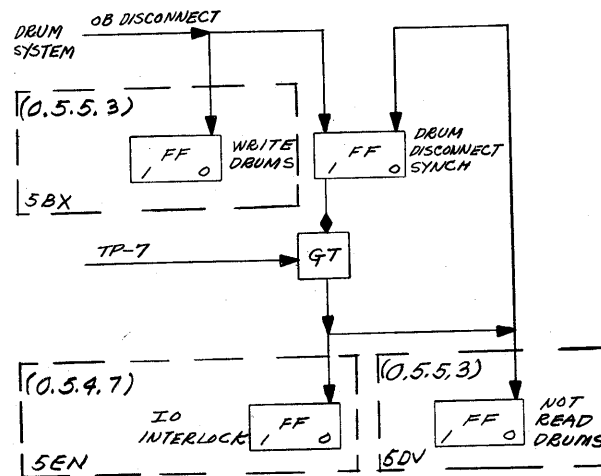 OB DISCONNECT
DRUM
SYSTEM
(0.5.5.3)
FF
1 0
WRITE
DRUMS
5BX
FF
1 0
DRUM
DISCONNECT
SYNCH
TP-7
GT
(0.5.4.7)
IO
INTERLOCK
FF
1 0
5EN
(0.5.5.3)
FF
1 0
NOT
READ
DRUMS
5DV